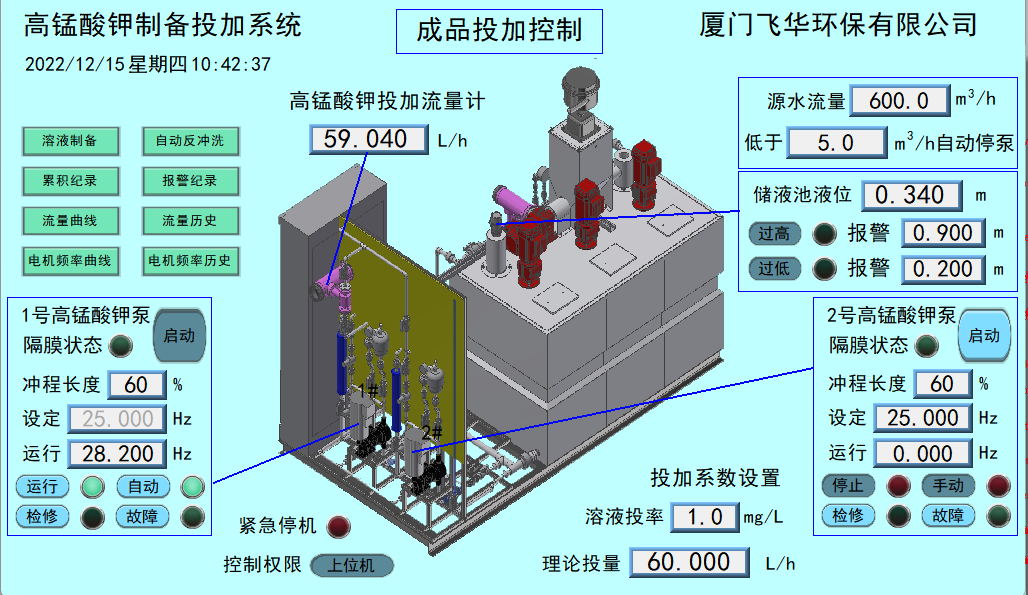 高锰酸钾制备投加系统
成品投加控制
厦门飞华环保有限公司
2022/12/15 星期四 10:42:37
高锰酸钾投加流量计
59.040 L/h
源水流量 600.0 m³/h
低于 5.0 m³/h自动停泵
溶液制备 自动反冲洗
累积纪录 报警纪录
流量曲线 流量历史
电机频率曲线 电机频率历史
储液池液位 0.340 m
过高 报警 0.900 m
过低 报警 0.200 m
1号高锰酸钾泵 启动
隔膜状态
冲程长度 60 %
设定 25.000 Hz
运行 28.200 Hz
运行 自动
检修 故障
1#
2#
2号高锰酸钾泵 启动
隔膜状态
冲程长度 60 %
设定 25.000 Hz
运行 0.000 Hz
停止 手动
检修 故障
投加系数设置
溶液投率 1.0 mg/L
理论投量 60.000 L/h
紧急停机
控制权限 上位机